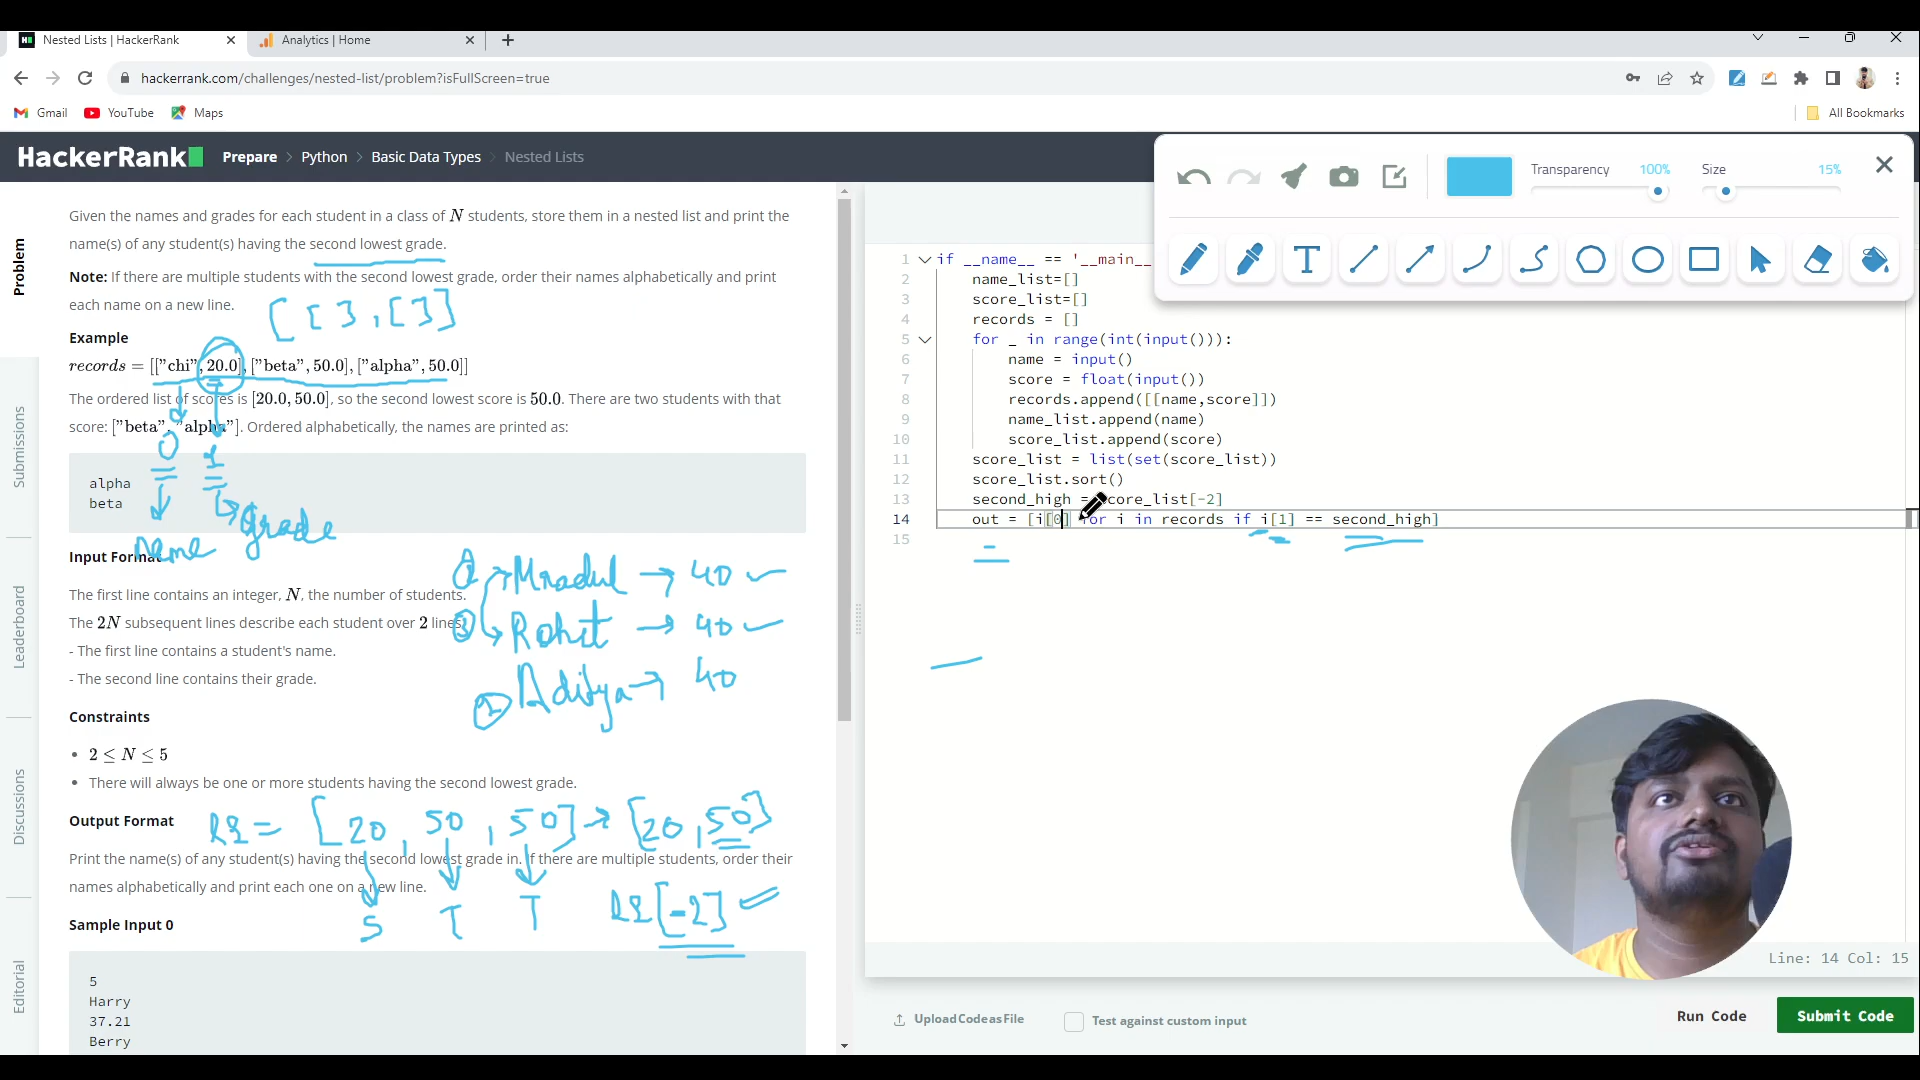 Nested Lists | HackerRank
Analytics | Home
hackerrank.com/challenges/nested-list/problem?isFullScreen=true
Gmail YouTube Maps
All Bookmarks
HackerRank Prepare > Python > Basic Data Types > Nested Lists
Transparency 100% Size 15%
Problem
Submissions
Leaderboard
Discussions
Editorial
Given the names and grades for each student in a class of N students, store them in a nested list and print the
name(s) of any student(s) having the second lowest grade.
Note: If there are multiple students with the second lowest grade, order their names alphabetically and print
each name on a new line.
[[],[]]
Example
records = [["chi", 20.0], ["beta", 50.0], ["alpha", 50.0]]
The ordered list of scores is [20.0, 50.0], so the second lowest score is 50.0. There are two students with that
score: ["beta", "alpha"]. Ordered alphabetically, the names are printed as:
0 1
alpha
beta
name grade
Input Format
The first line contains an integer, N, the number of students.
The 2N subsequent lines describe each student over 2 lines.
- The first line contains a student's name.
- The second line contains their grade.
Mradul → 40
Rohit → 40
Aditya → 40
Constraints
2 ≤ N ≤ 5
There will always be one or more students having the second lowest grade.
Output Format
= [20, 50, 50] → [20, 50]
Print the name(s) of any student(s) having the second lowest grade in. If there are multiple students, order their
names alphabetically and print each one on a new line.
S T T [-2]
Sample Input 0
5
Harry
37.21
Berry
1 if __name__ == '__main__
2 name_list=[]
3 score_list=[]
4 records = []
5 for _ in range(int(input())):
6 name = input()
7 score = float(input())
8 records.append([[name,score]])
9 name_list.append(name)
10 score_list.append(score)
11 score_list = list(set(score_list))
12 score_list.sort()
13 second_high = score_list[-2]
14 out = [i[0] for i in records if i[1] == second_high]
15
Line: 14 Col: 15
Upload Code as File
Test against custom input
Run Code
Submit Code